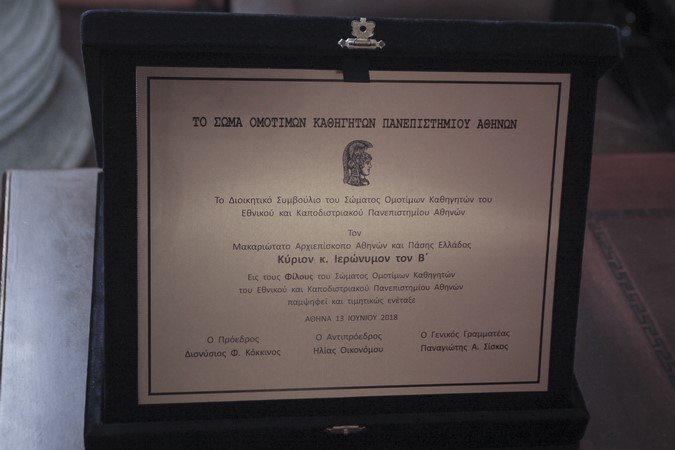 ΤΟ ΣΩΜΑ ΟΜΟΤΙΜΩΝ ΚΑΘΗΓΗΤΩΝ ΠΑΝΕΠΙΣΤΗΜΙΟΥ ΑΘΗΝΩΝ
Το Διοικητικό Συμβούλιο του Σώματος Ομοτίμων Καθηγητών του
Εθνικού και Καποδιστριακού Πανεπιστημίου Αθηνών
Τον
Μακαριώτατο Αρχιεπίσκοπο Αθηνών και Πάσης Ελλάδος
Κύριον κ. Ιερώνυμον τον Β΄
Εις τους Φίλους του Σώματος Ομοτίμων Καθηγητών
του Εθνικού και Καποδιστριακού Πανεπιστημίου Αθηνών
παμψηφεί και τιμητικώς ενέταξε
ΑΘΗΝΑ 13 ΙΟΥΝΙΟΥ 2018
Ο Πρόεδρος Ο Αντιπρόεδρος Ο Γενικός Γραμματέας
Διονύσιος Φ. Κόκκινος Ηλίας Οικονόμου Παναγιώτης Α. Σίσκος